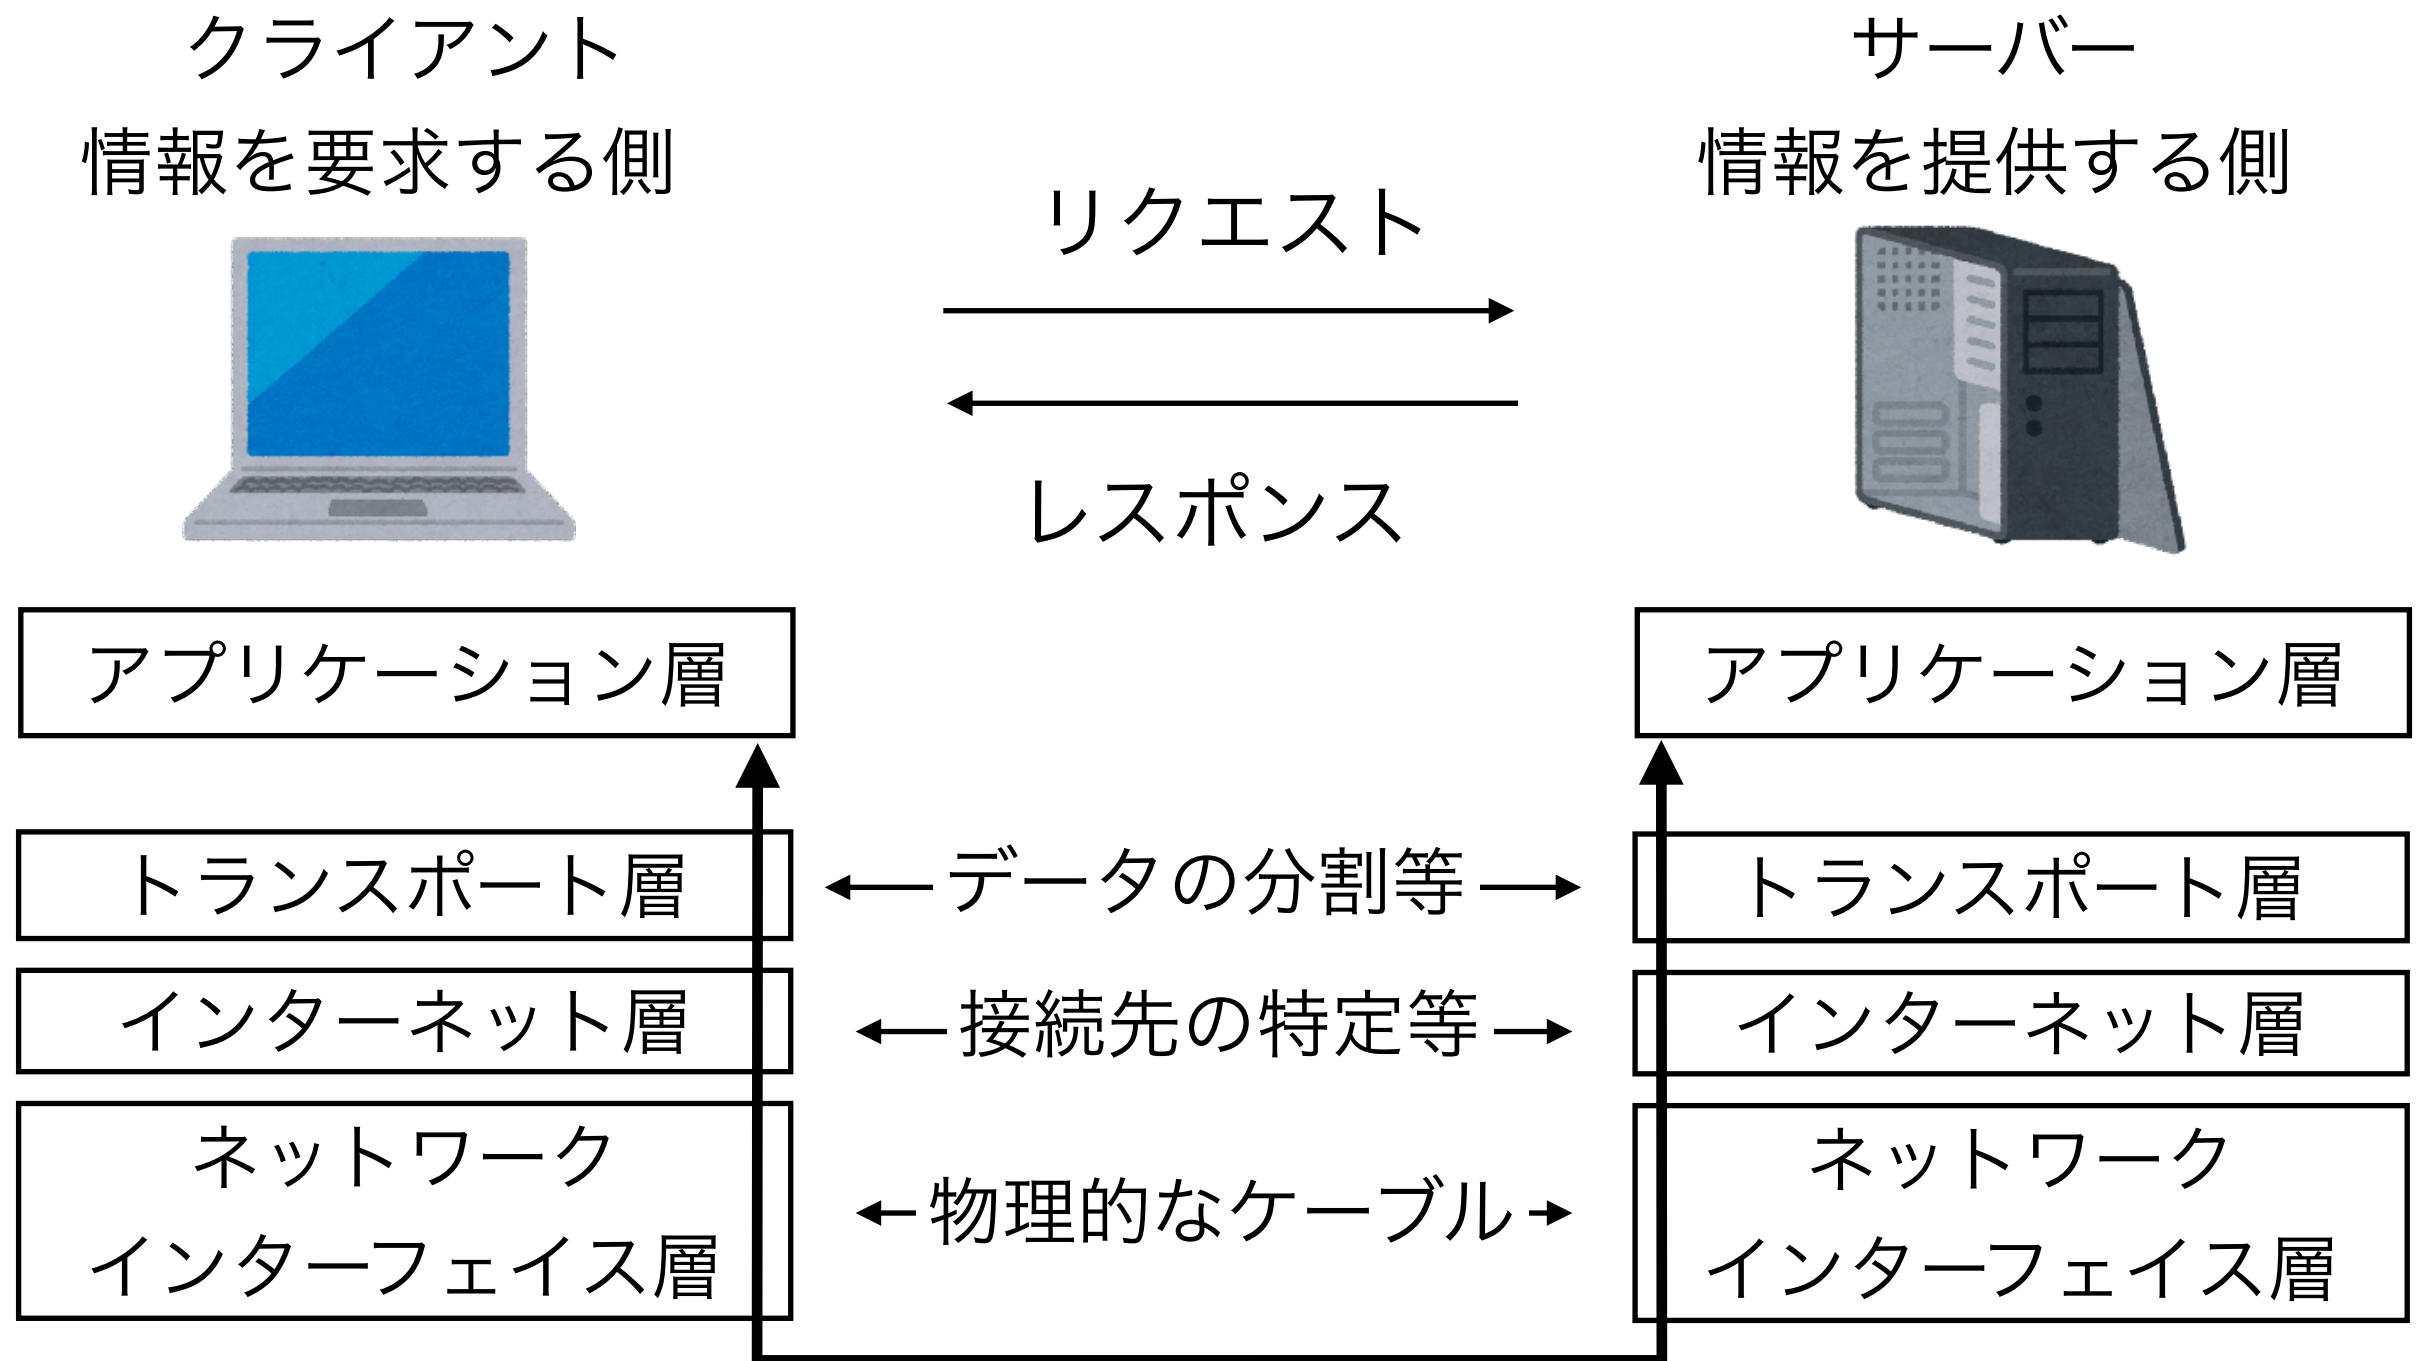 クライアント
情報を要求する側
サーバー
情報を提供する側
リクエスト
レスポンス
アプリケーション層
アプリケーション層
トランスポート層
データの分割等
トランスポート層
インターネット層
接続先の特定等
インターネット層
ネットワーク
インターフェイス層
物理的なケーブル
ネットワーク
インターフェイス層